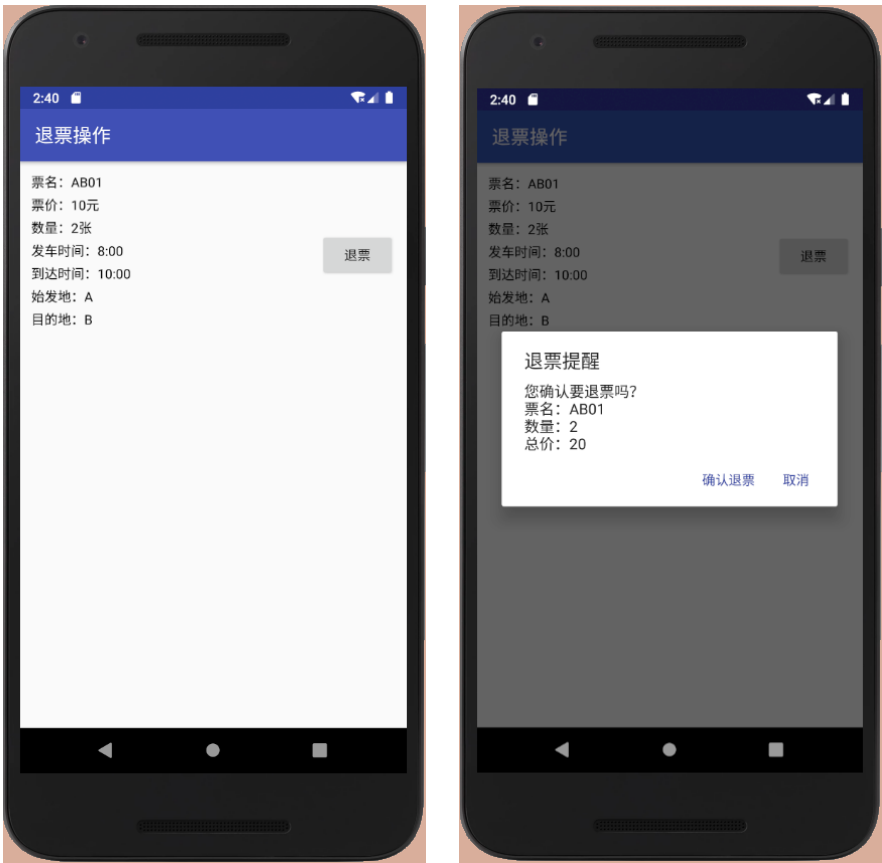 2:40
退票操作
票名：AB01
票价：10元
数量：2张
发车时间：8:00
到达时间：10:00
始发地：A
目的地：B
退票
2:40
退票操作
票名：AB01
票价：10元
数量：2张
发车时间：8:00
到达时间：10:00
始发地：A
目的地：B
退票
退票提醒
您确认要退票吗？
票名：AB01
数量：2
总价：20
确认退票 取消